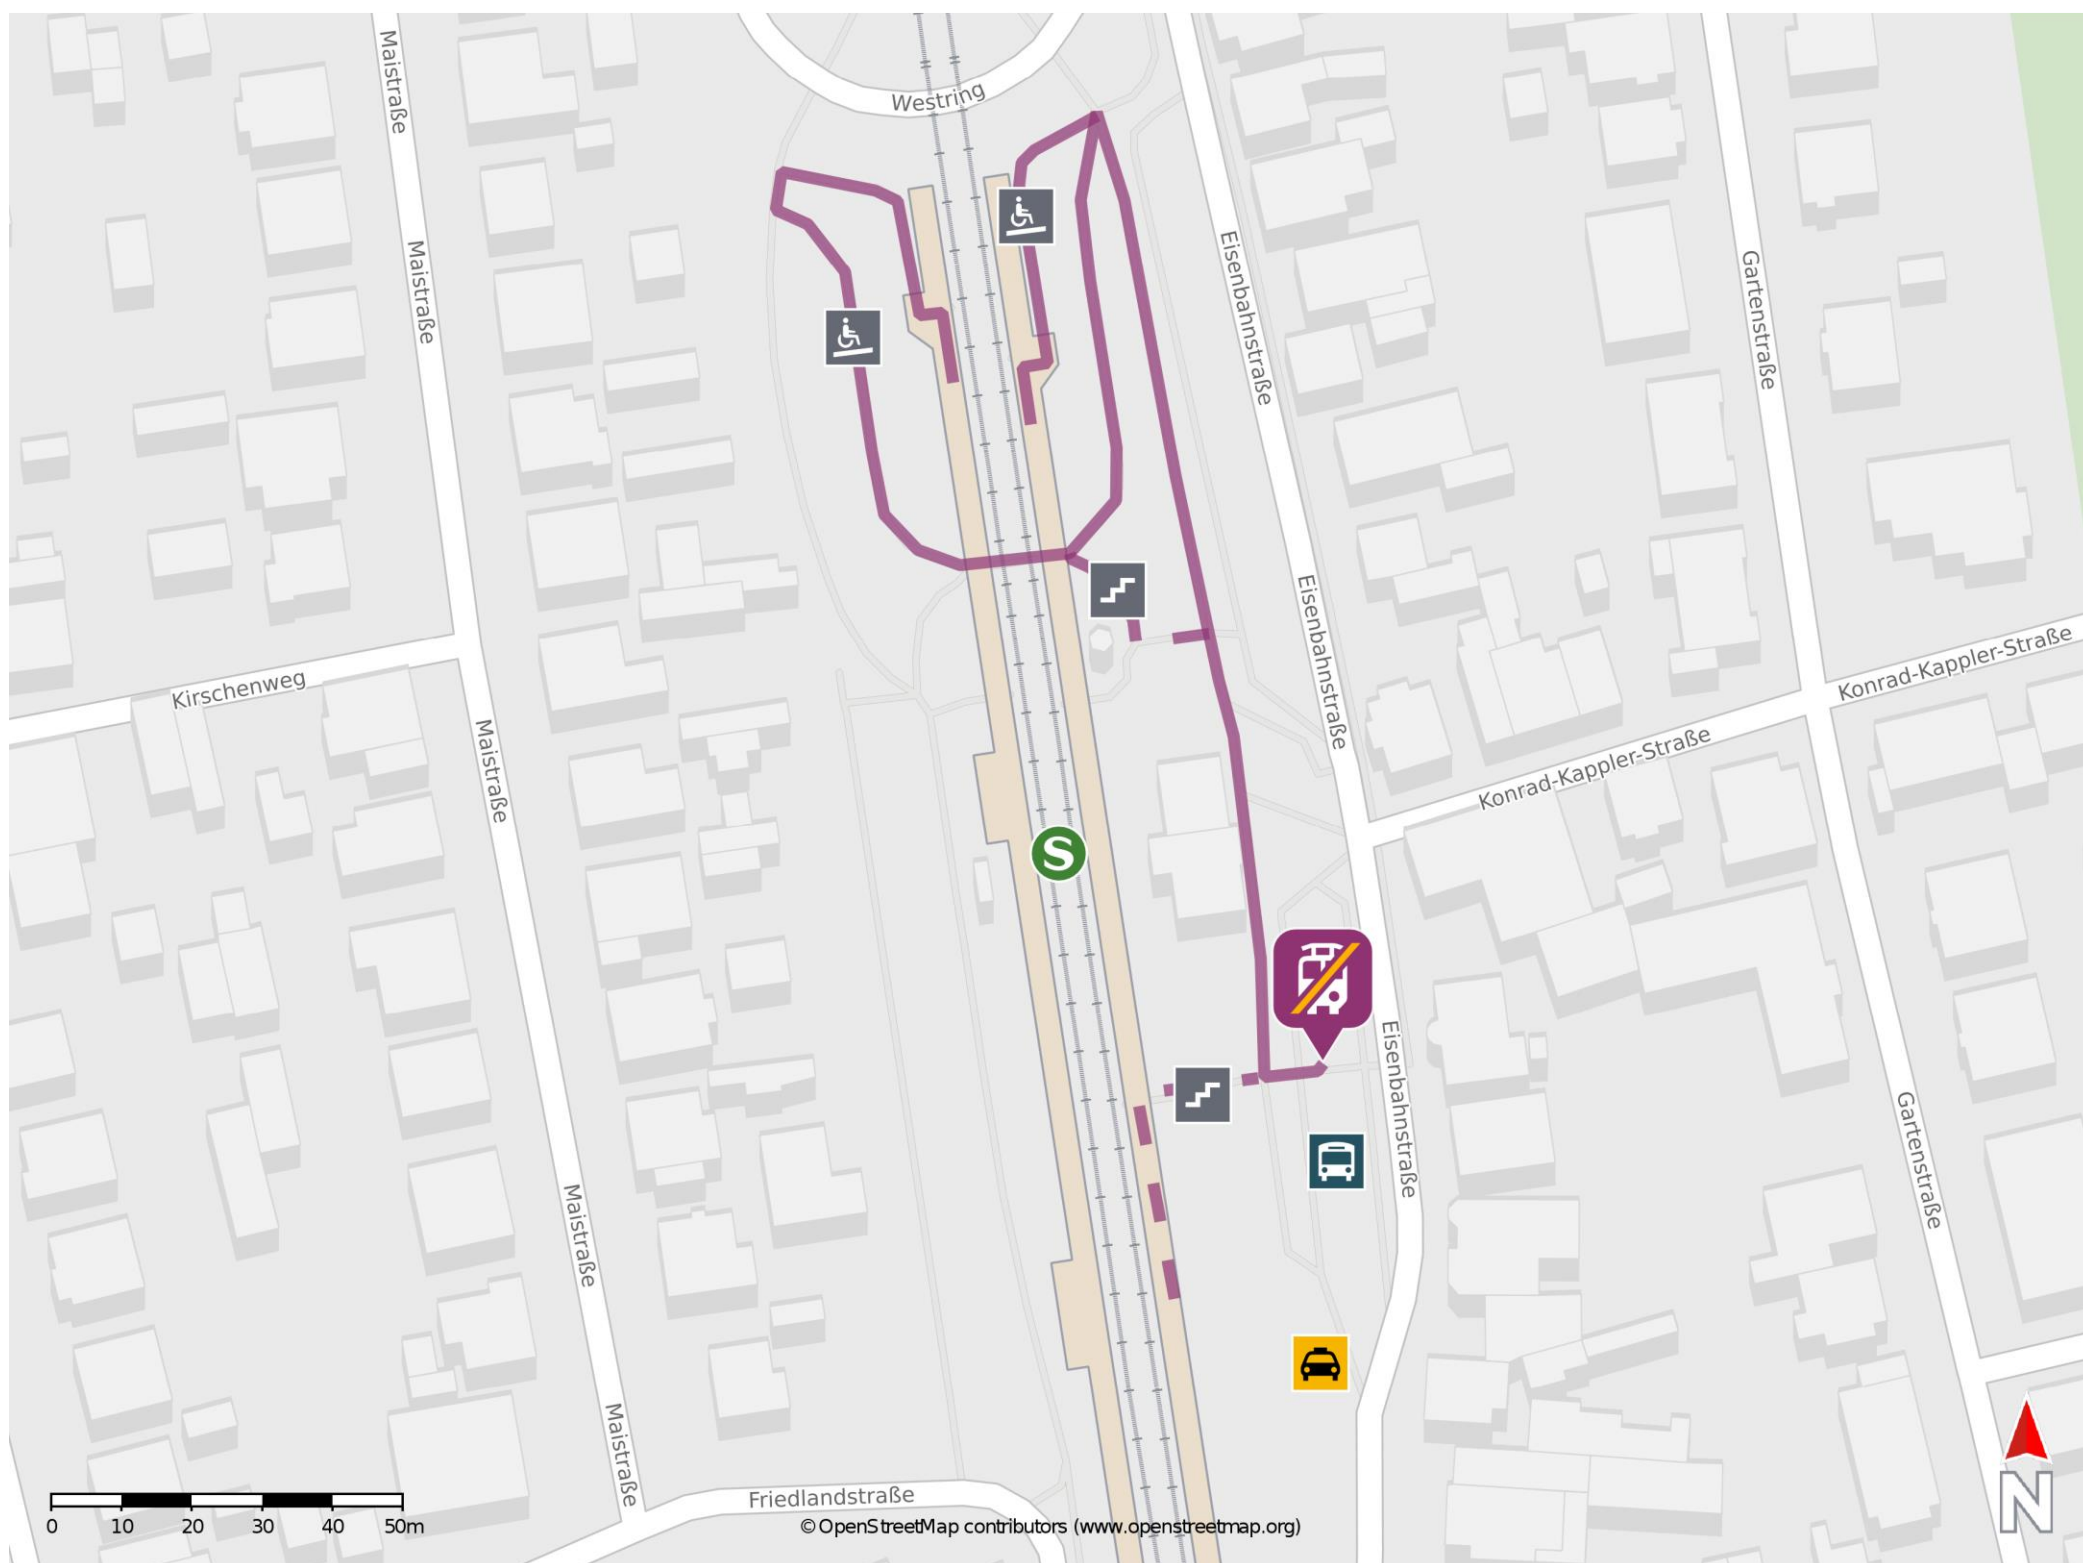 Maistraße
Westring
Maistraße
Eisenbahnstraße
Gartenstraße
Eisenbahnstraße
Konrad-Kappler-Straße
Kirschenweg
Maistraße
Konrad-Kappler-Straße
S
Eisenbahnstraße
Gartenstraße
Maistraße
Maistraße
Friedlandstraße
N
0 10 20 30 40 50m
© OpenStreetMap contributors (www.openstreetmap.org)